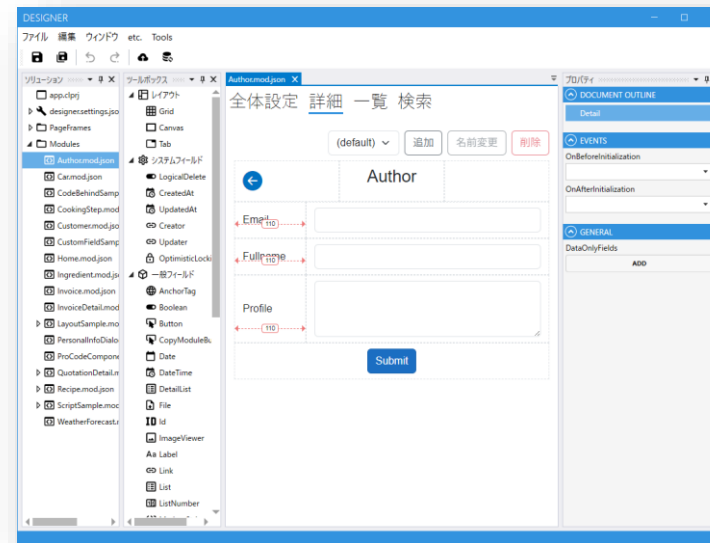 DESIGNER
ファイル 編集 ウィンドウ etc. Tools
ソリューション
app.clprj
designer.settings.jso
PageFrames
Modules
Author.mod.json
Car.mod.json
CodeBehindSamp
CookingStep.mod
Customer.mod.jso
CustomFieldSamp
Home.mod.json
Ingredient.mod.js
Invoice.mod.json
InvoiceDetail.mod
LayoutSample.mo
PersonalInfoDialo
ProCodeCompone
QuotationDetail.m
Recipe.mod.json
ScriptSample.moc
WeatherForecast.r
ツールボックス
レイアウト
Grid
Canvas
Tab
システムフィールド
LogicalDelete
CreatedAt
UpdatedAt
Creator
Updater
OptimisticLocki
一般フィールド
AnchorTag
Boolean
Button
CopyModuleBu
Date
DateTime
DetailList
File
Id
ImageViewer
Label
Link
List
ListNumber
Author.mod.json X
全体設定 詳細 一覧 検索
(default) 追加 名前変更 削除
Author
Email
110
Fullname
110
Profile
110
Submit
プロパティ
DOCUMENT OUTLINE
Detail
EVENTS
OnBeforeInitialization
OnAfterInitialization
GENERAL
DataOnlyFields
ADD